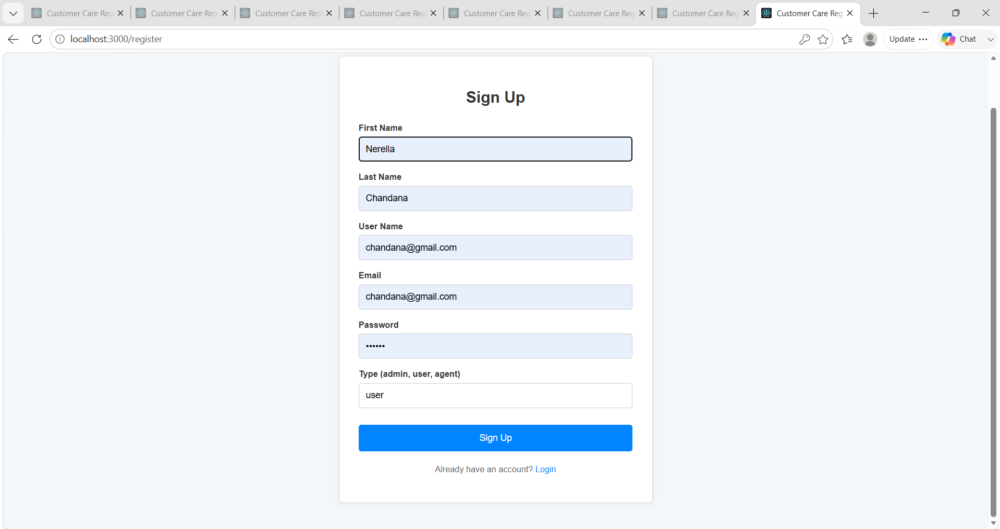 Customer Care Reg
Customer Care Reg
Customer Care Reg
Customer Care Reg
Customer Care Reg
Customer Care Reg
Customer Care Reg
Customer Care Reg
localhost:3000/register
Update
Chat
Sign Up
First Name
Nerella
Last Name
Chandana
User Name
chandana@gmail.com
Email
chandana@gmail.com
Password
••••••
Type (admin, user, agent)
user
Sign Up
Already have an account? Login